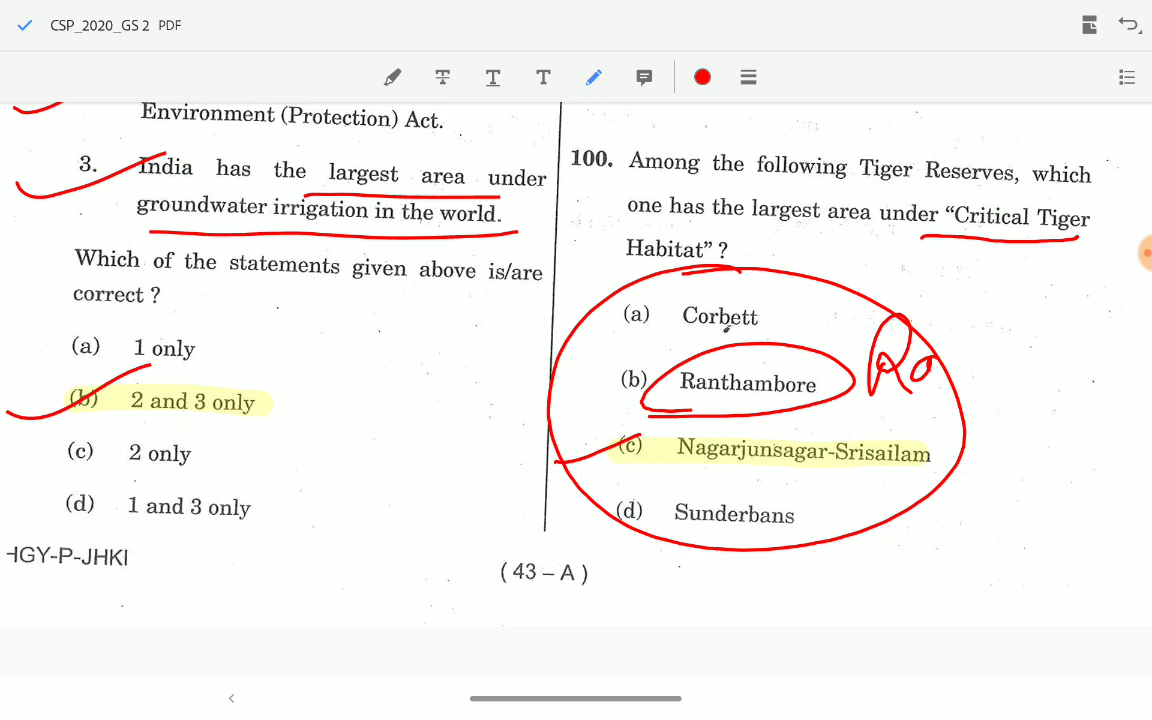 CSP_2020_GS 2 PDF
Environment (Protection) Act.
3. India has the largest area under
groundwater irrigation in the world.
Which of the statements given above is/are
correct ?
(a) 1 only
(b) 2 and 3 only
(c) 2 only
(d) 1 and 3 only
100. Among the following Tiger Reserves, which
one has the largest area under “Critical Tiger
Habitat” ?
(a) Corbett
(b) Ranthambore
(c) Nagarjunsagar-Srisailam
(d) Sunderbans
HGY-P-JHKI
( 43 – A )